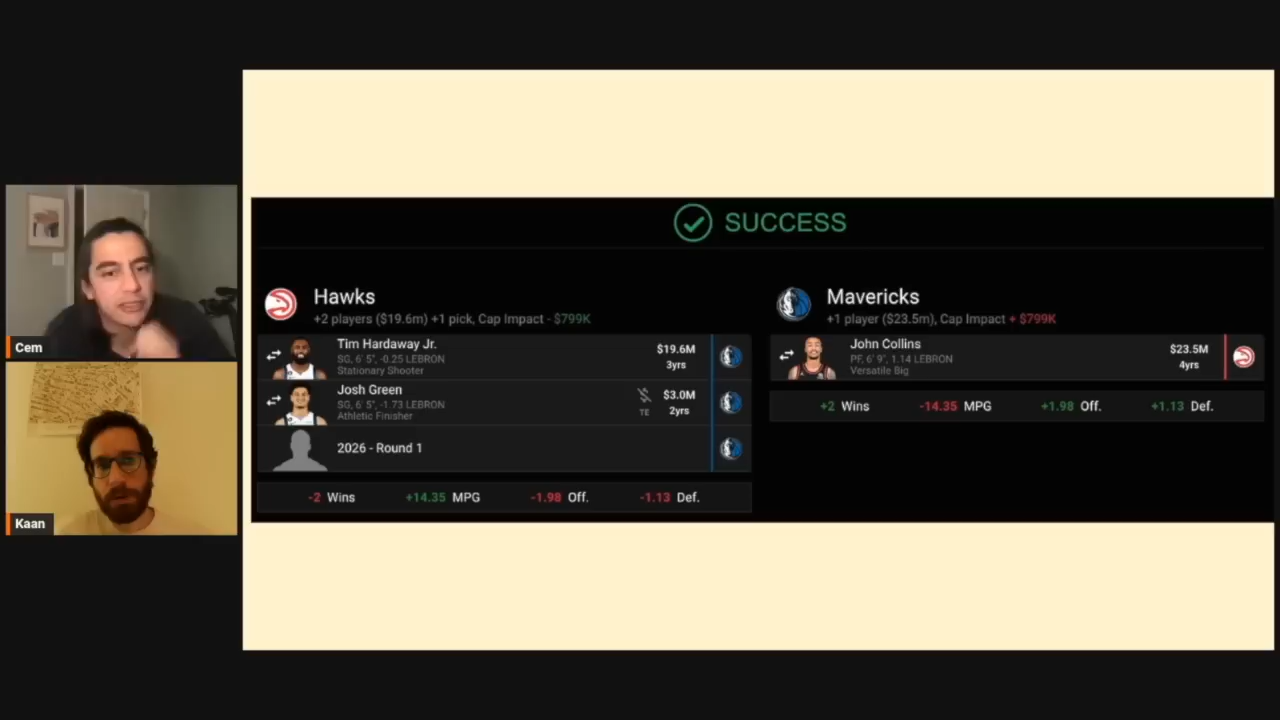 Cem
Kaan
SUCCESS
Hawks
+2 players ($19.6m) +1 pick, Cap Impact - $799K
Tim Hardaway Jr.
SG, 6' 5", -0.25 LEBRON
Stationary Shooter
$19.6M
3yrs
Josh Green
SG, 6' 5", -1.73 LEBRON
Athletic Finisher
TE
$3.0M
2yrs
2026 - Round 1
-2 Wins +14.35 MPG -1.98 Off. -1.13 Def.
Mavericks
+1 player ($23.5m), Cap Impact + $799K
John Collins
PF, 6' 9", 1.14 LEBRON
Versatile Big
$23.5M
4yrs
+2 Wins -14.35 MPG +1.98 Off. +1.13 Def.